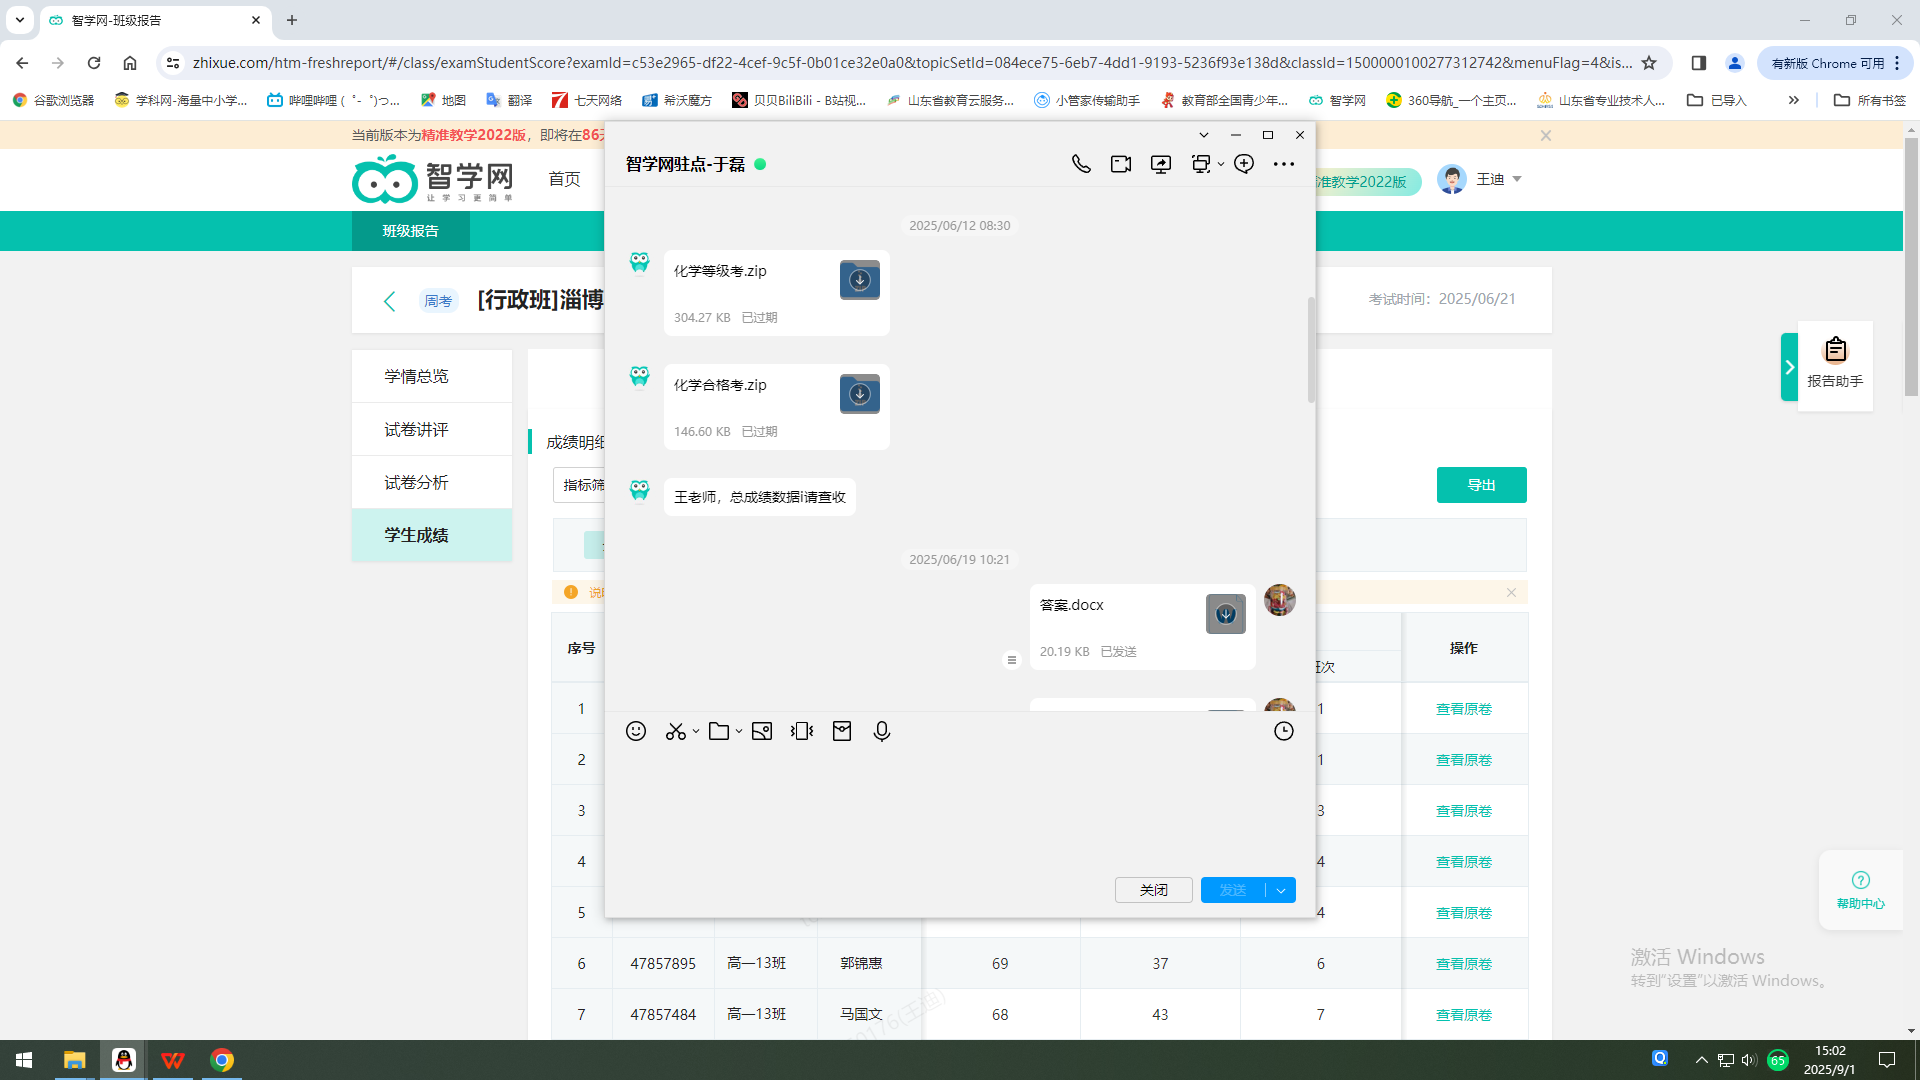 智学网-班级报告
zhixue.com/htm-freshreport/#/class/examStudentScore?examId=c53e2965-df22-4cef-9c5f-0b01ce32e0a0&topicSetId=084ece75-6eb7-4dd1-9193-5236f93e138d&classId=1500000100277312742&menuFlag=4&is...
有新版 Chrome 可用
谷歌浏览器
学科网-海量中小学...
哔哩哔哩 ( ゜- ゜)つ...
地图
翻译
七天网络
希沃魔方
贝贝BiliBili - B站视...
山东省教育云服务...
小管家传输助手
教育部全国青少年...
智学网
360导航_一个主页...
山东省专业技术人...
已导入
所有书签
当前版本为精准教学2022版，即将在86
智学网
让学习更简单
首页
准教学2022版
王迪
班级报告
周考
[行政班]淄博
考试时间：2025/06/21
学情总览
试卷讲评
试卷分析
学生成绩
成绩明细
指标筛
导出
报告助手
智学网驻点-于磊
2025/06/12 08:30
化学等级考.zip
304.27 KB 已过期
化学合格考.zip
146.60 KB 已过期
王老师，总成绩数据i请查收
2025/06/19 10:21
答案.docx
20.19 KB 已发送
关闭
发送
序号
班次
操作
1 1 查看原卷
2 1 查看原卷
3 3 查看原卷
4 4 查看原卷
5 4 查看原卷
6 47857895 高一13班 郭锦惠 69 37 6 查看原卷
7 47857484 高一13班 马国文 68 43 7 查看原卷
帮助中心
激活 Windows
转到"设置"以激活 Windows。
65
15:02
2025/9/1